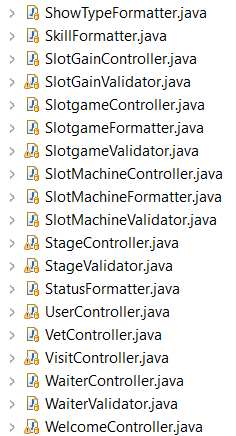 ShowTypeFormatter.java
SkillFormatter.java
SlotGainController.java
SlotGainValidator.java
SlotgameController.java
SlotgameFormatter.java
SlotgameValidator.java
SlotMachineController.java
SlotMachineFormatter.java
SlotMachineValidator.java
StageController.java
StageValidator.java
StatusFormatter.java
UserController.java
VetController.java
VisitController.java
WaiterController.java
WaiterValidator.java
WelcomeController.java